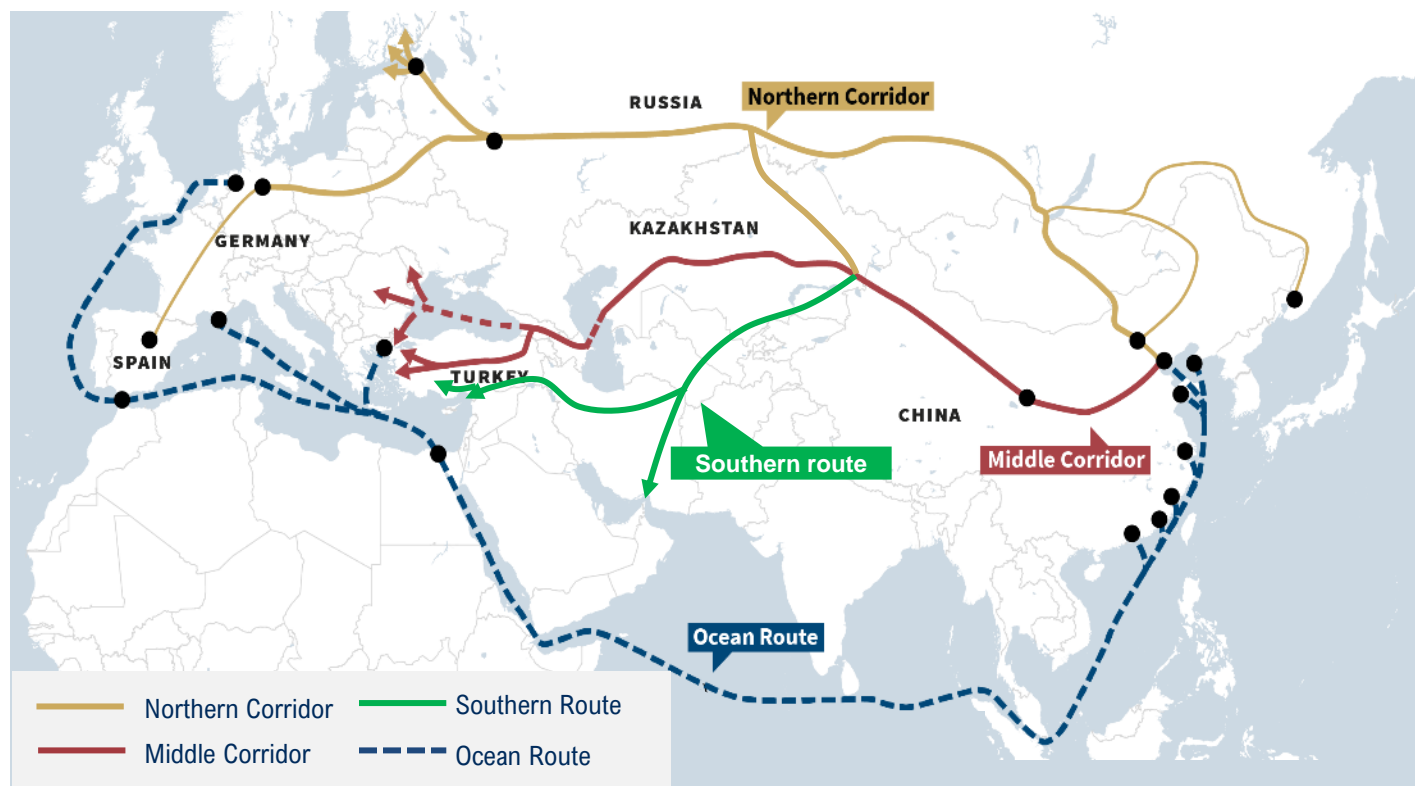 RUSSIA
Northern Corridor
KAZAKHSTAN
GERMANY
SPAIN
TURKEY
CHINA
Southern route
Middle Corridor
Ocean Route
Northern Corridor
Southern Route
Middle Corridor
Ocean Route